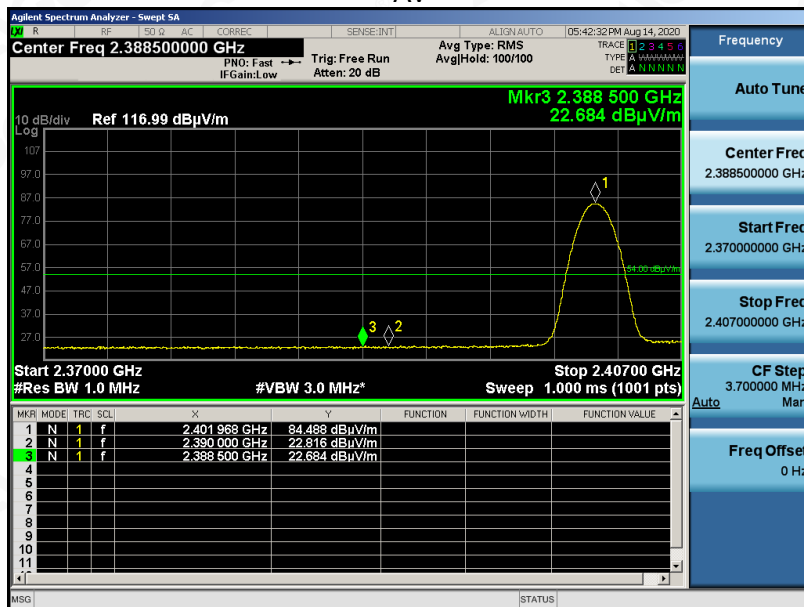 Agilent Spectrum Analyzer - Swept SA
LXI R RF 50 Ω AC CORREC SENSE:INT ALIGN AUTO 05:42:32 PM Aug 14, 2020
Center Freq 2.388500000 GHz
PNO: Fast
IFGain:Low
Trig: Free Run
Atten: 20 dB
Avg Type: RMS
Avg|Hold: 100/100
TRACE 1 2 3 4 5 6
TYPE A WWWWW
DET A N N N N N
Mkr3 2.388 500 GHz
22.684 dBµV/m
10 dB/div Ref 116.99 dBµV/m
Log
107
97.0
87.0
77.0
67.0
57.0
47.0
37.0
27.0
1
54.00 dBµV/m
3 2
Start 2.37000 GHz Stop 2.40700 GHz
#Res BW 1.0 MHz #VBW 3.0 MHz* Sweep 1.000 ms (1001 pts)
MKR MODE TRC SCL X Y FUNCTION FUNCTION WIDTH FUNCTION VALUE
1 N 1 f 2.401 968 GHz 84.488 dBµV/m
2 N 1 f 2.390 000 GHz 22.816 dBµV/m
3 N 1 f 2.388 500 GHz 22.684 dBµV/m
4
5
6
7
8
9
10
11
MSG STATUS
Frequency
Auto Tune
Center Freq
2.388500000 GHz
Start Freq
2.370000000 GHz
Stop Freq
2.407000000 GHz
CF Step
3.700000 MHz
Auto Man
Freq Offset
0 Hz